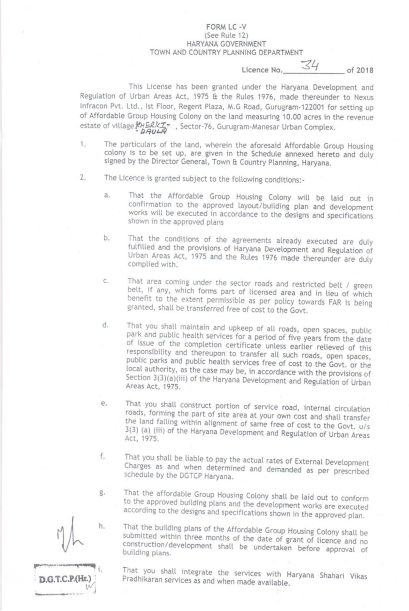 FORM LC -V
(See Rule 12)
HARYANA GOVERNMENT
TOWN AND COUNTRY PLANNING DEPARTMENT
Licence No. 34 of 2018
This License has been granted under the Haryana Development and
Regulation of Urban Areas Act, 1975 & the Rules 1976, made thereunder to Nexus
Infracon Pvt. Ltd., Ist Floor, Regent Plaza, M.G Road, Gurugram-122001 for setting up
of Affordable Group Housing Colony on the land measuring 10.00 acres in the revenue
estate of village KHERKI-DAULA, Sector-76, Gurugram-Manesar Urban Complex.
1. The particulars of the land, wherein the aforesaid Affordable Group Housing
colony is to be set up, are given in the Schedule annexed hereto and duly
signed by the Director General, Town & Country Planning, Haryana.
2. The Licence is granted subject to the following conditions:-
a. That the Affordable Group Housing Colony will be laid out in
confirmation to the approved layout/building plan and development
works will be executed in accordance to the designs and specifications
shown in the approved plans
b. That the conditions of the agreements already executed are duly
fulfilled and the provisions of Haryana Development and Regulation of
Urban Areas Act, 1975 and the Rules 1976 made thereunder are duly
complied with.
c. That area coming under the sector roads and restricted belt / green
belt, if any, which forms part of licensed area and in lieu of which
benefit to the extent permissible as per policy towards FAR is being
granted, shall be transferred free of cost to the Govt.
d. That you shall maintain and upkeep of all roads, open spaces, public
park and public health services for a period of five years from the date
of issue of the completion certificate unless earlier relieved of this
responsibility and thereupon to transfer all such roads, open spaces,
public parks and public health services free of cost to the Govt. or the
local authority, as the case may be, in accordance with the provisions of
Section 3(3)(a)(iii) of the Haryana Development and Regulation of Urban
Areas Act, 1975.
e. That you shall construct portion of service road, internal circulation
roads, forming the part of site area at your own cost and shall transfer
the land falling within alignment of same free of cost to the Govt. u/s
3(3) (a) (iii) of the Haryana Development and Regulation of Urban Areas
Act, 1975.
f. That you shall be liable to pay the actual rates of External Development
Charges as and when determined and demanded as per prescribed
schedule by the DGTCP Haryana.
g. That the affordable Group Housing Colony shall be laid out to conform
to the approved building plans and the development works are executed
according to the designs and specifications shown in the approved plan.
h. That the building plans of the Affordable Group Housing Colony shall be
submitted within three months of the date of grant of licence and no
construction/development shall be undertaken before approval of
building plans.
i. That you shall integrate the services with Haryana Shahari Vikas
Pradhikaran services as and when made available.
D.G.T.C.P.(Hr.)